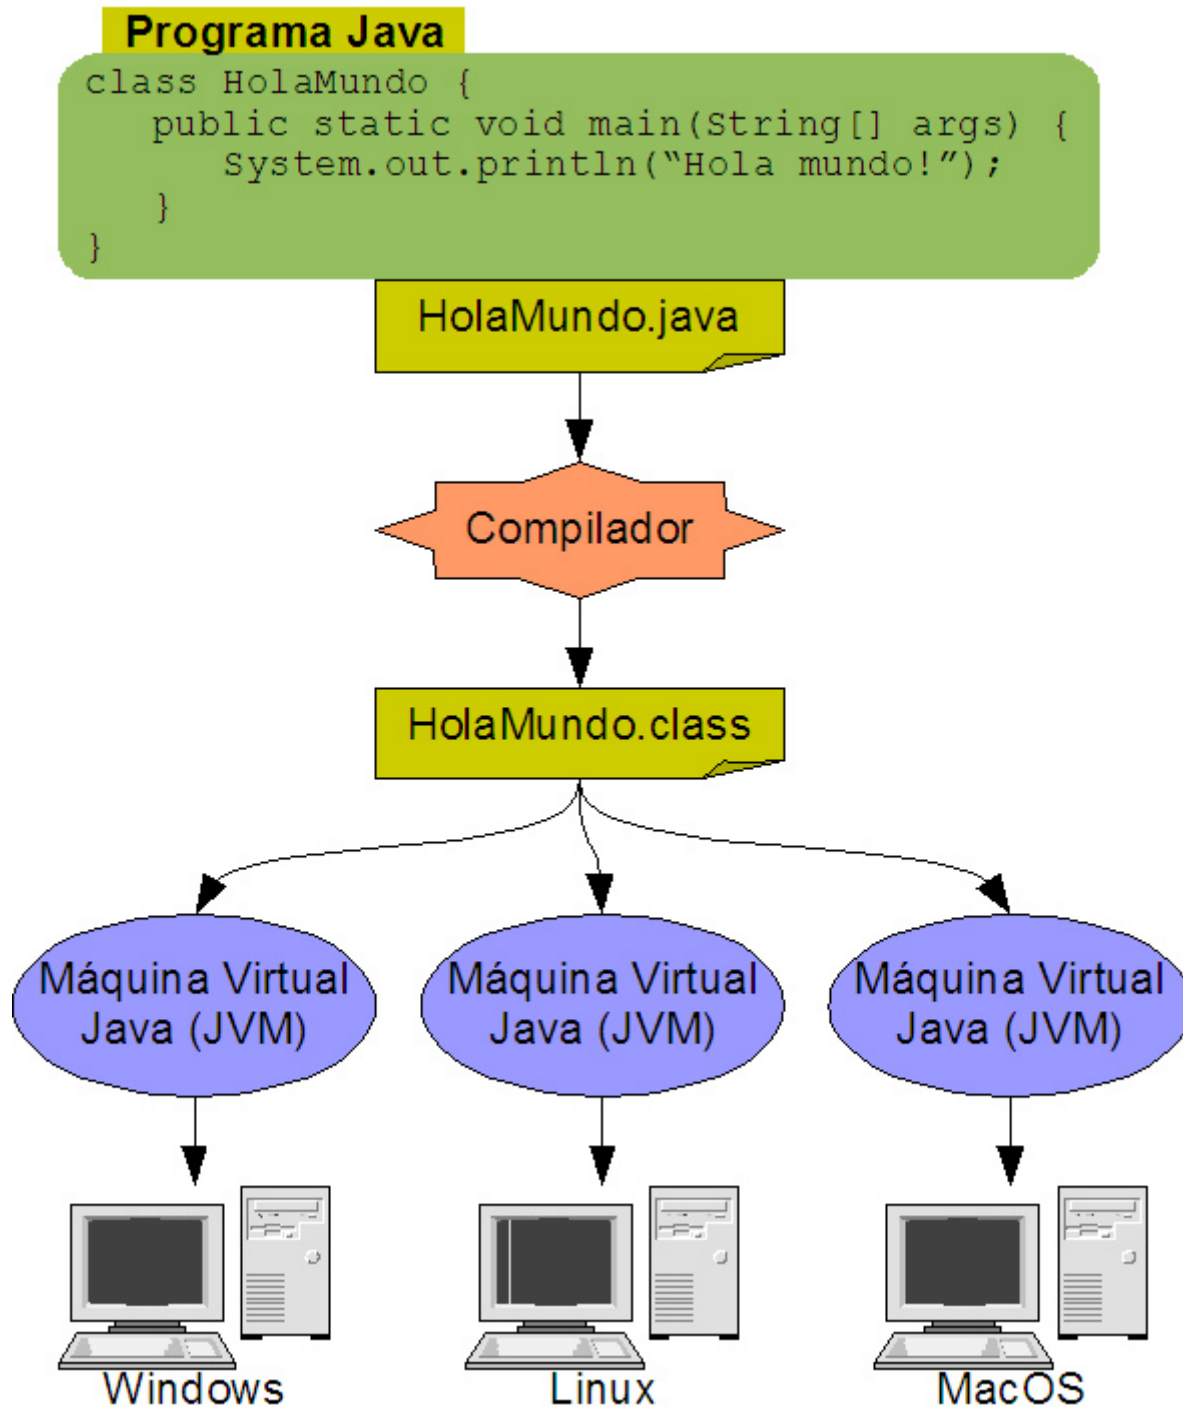 Programa Java
class HolaMundo {
public static void main(String[] args) {
System.out.println(“Hola mundo!”);
}
}
HolaMundo.java
Compilador
HolaMundo.class
Máquina Virtual
Java (JVM)
Máquina Virtual
Java (JVM)
Máquina Virtual
Java (JVM)
Windows
Linux
MacOS